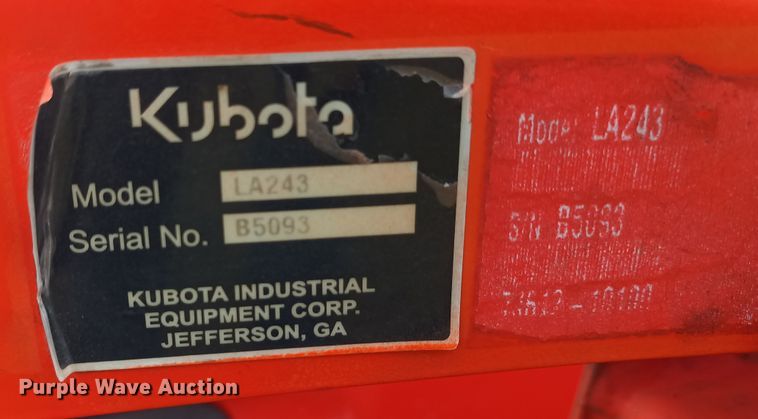 Kubota
Model LA243
Serial No. B5093
KUBOTA INDUSTRIAL
EQUIPMENT CORP.
JEFFERSON, GA
Model LA243
S/N B5093
Purple Wave Auction